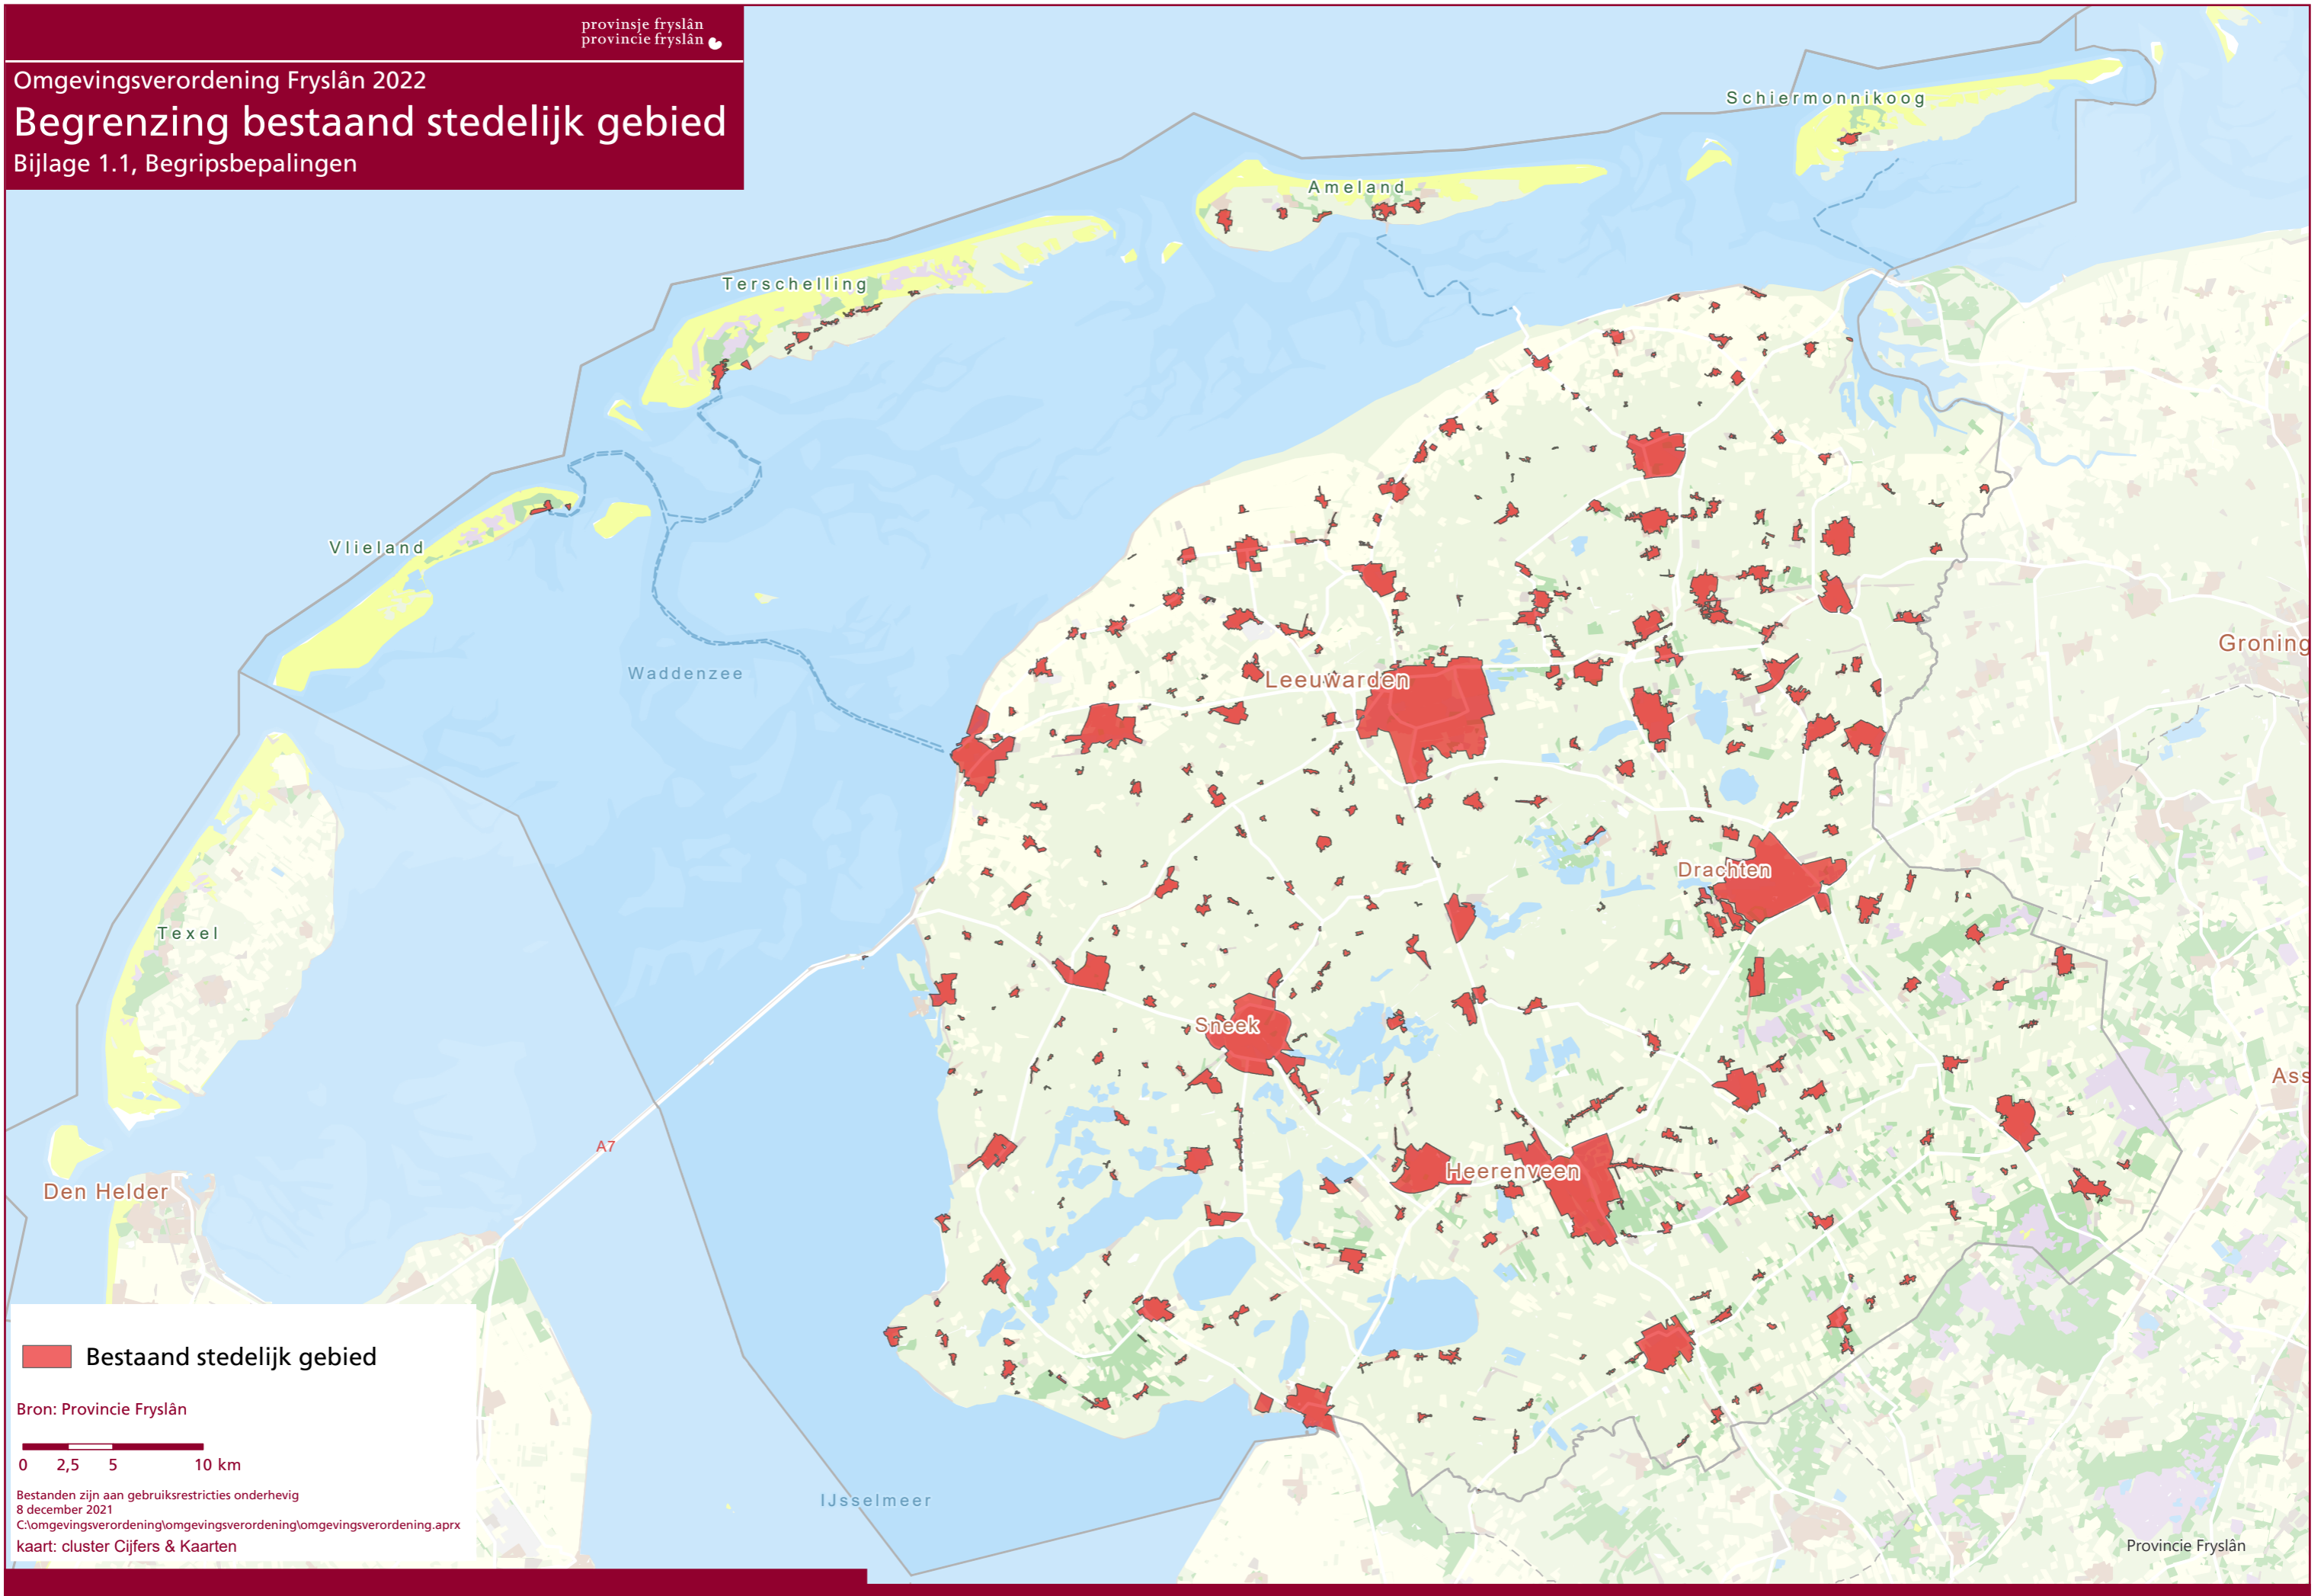 provinsje fryslân
provincie fryslân
Omgevingsverordening Fryslân 2022
Begrenzing bestaand stedelijk gebied
Bijlage 1.1, Begripsbepalingen
Schiermonnikoog
Ameland
Terschelling
Vlieland
Groning
Waddenzee
Leeuwarden
Drachten
Texel
Sneek
Ass
A7
Heerenveen
Den Helder
Bestaand stedelijk gebied
Bron: Provincie Fryslân
0 2,5 5 10 km
IJsselmeer
Bestanden zijn aan gebruiksrestricties onderhevig
8 december 2021
C:\omgevingsverordening\omgevingsverordening\omgevingsverordening.aprx
kaart: cluster Cijfers & Kaarten
Provincie Fryslân